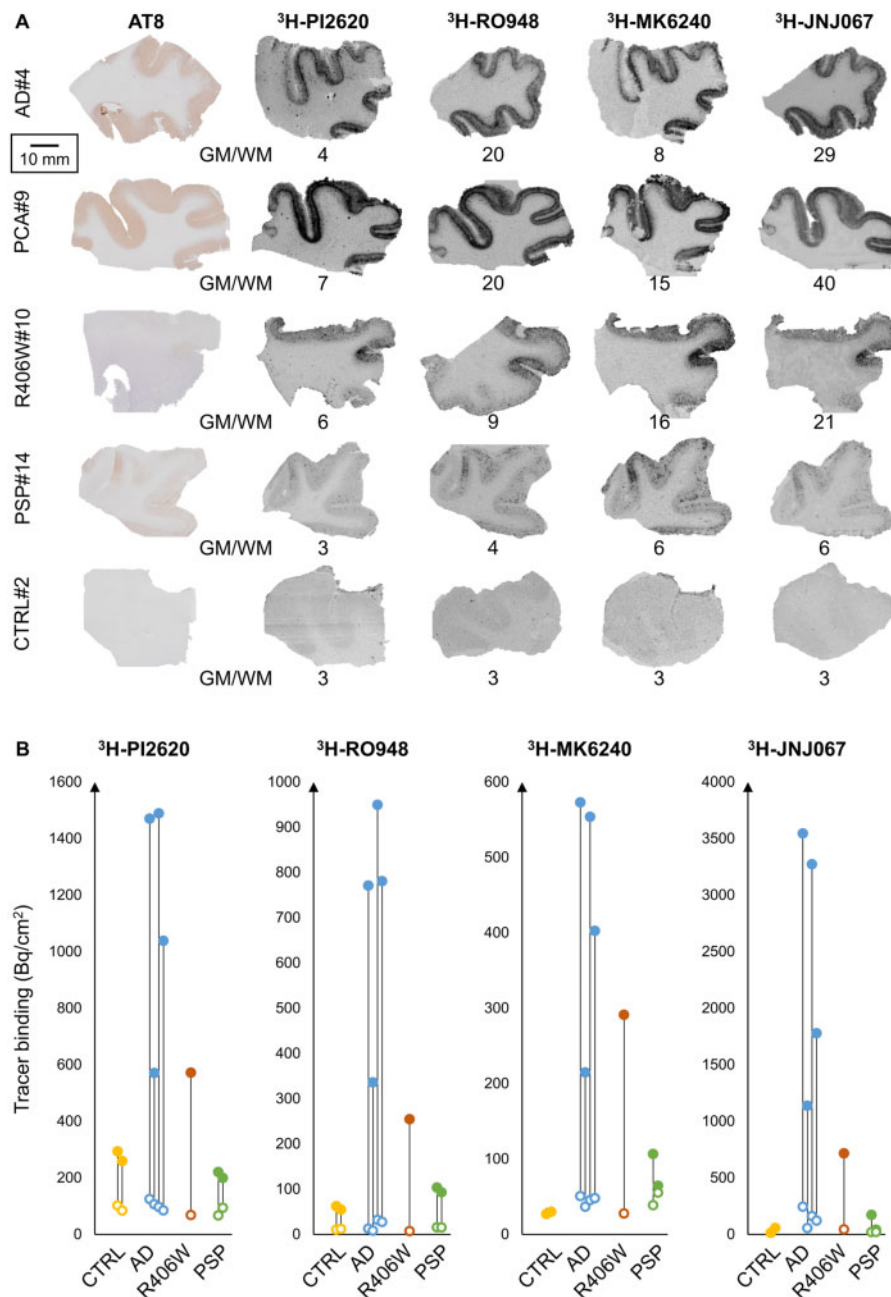 A AT8 ³H-PI2620 ³H-RO948 ³H-MK6240 ³H-JNJ067
AD#4
10 mm
GM/WM 4 20 8 29
PCA#9
GM/WM 7 20 15 40
R406W#10
GM/WM 6 9 16 21
PSP#14
GM/WM 3 4 6 6
CTRL#2
GM/WM 3 3 3 3
B ³H-PI2620 ³H-RO948 ³H-MK6240 ³H-JNJ067
Tracer binding (Bq/cm²)
1600
1400
1200
1000
800
600
400
200
0
CTRL AD R406W PSP
1000
900
800
700
600
500
400
300
200
100
0
CTRL AD R406W PSP
600
500
400
300
200
100
0
CTRL AD R406W PSP
4000
3500
3000
2500
2000
1500
1000
500
0
CTRL AD R406W PSP